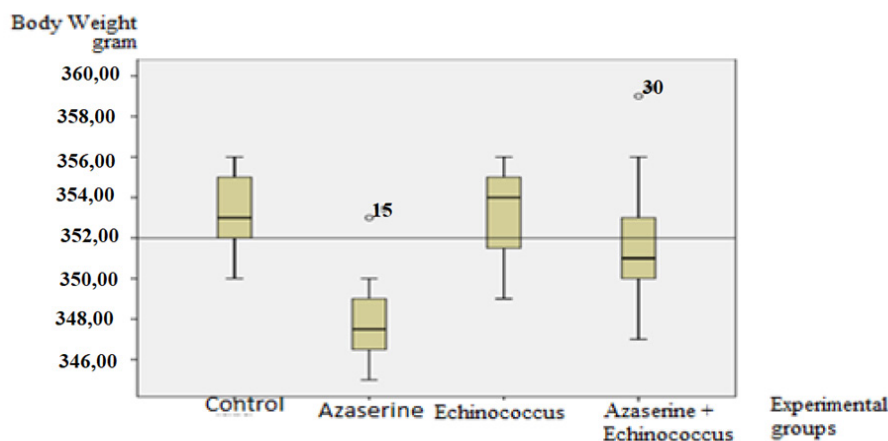 Body Weight
gram
360,00
358,00
356,00
354,00
352,00
350,00
348,00
346,00
15
30
Control
Azaserine
Echinococcus
Azaserine +
Echinococcus
Experimental
groups